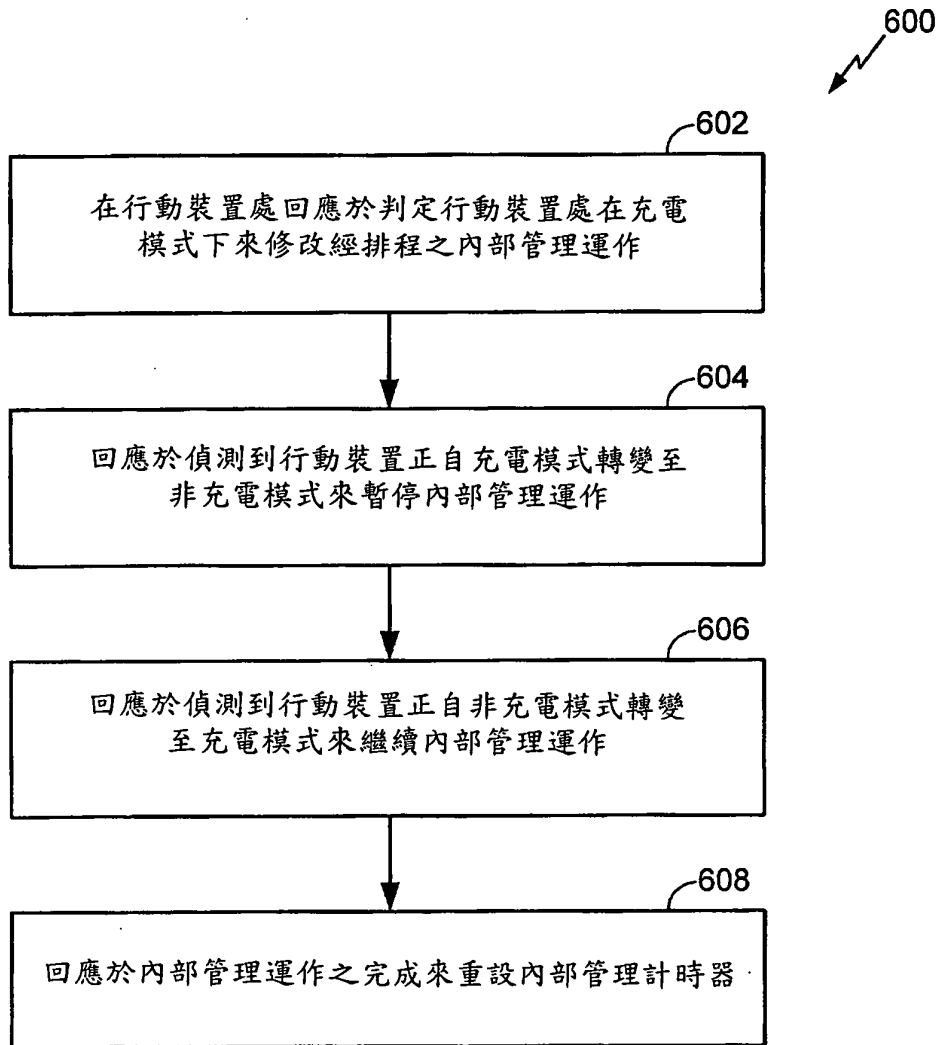 600
602
在行動裝置處回應於判定行動裝置處在充電
模式下來修改經排程之內部管理運作
604
回應於偵測到行動裝置正自充電模式轉變至
非充電模式來暫停內部管理運作
606
回應於偵測到行動裝置正自非充電模式轉變
至充電模式來繼續內部管理運作
608
回應於內部管理運作之完成來重設內部管理計時器